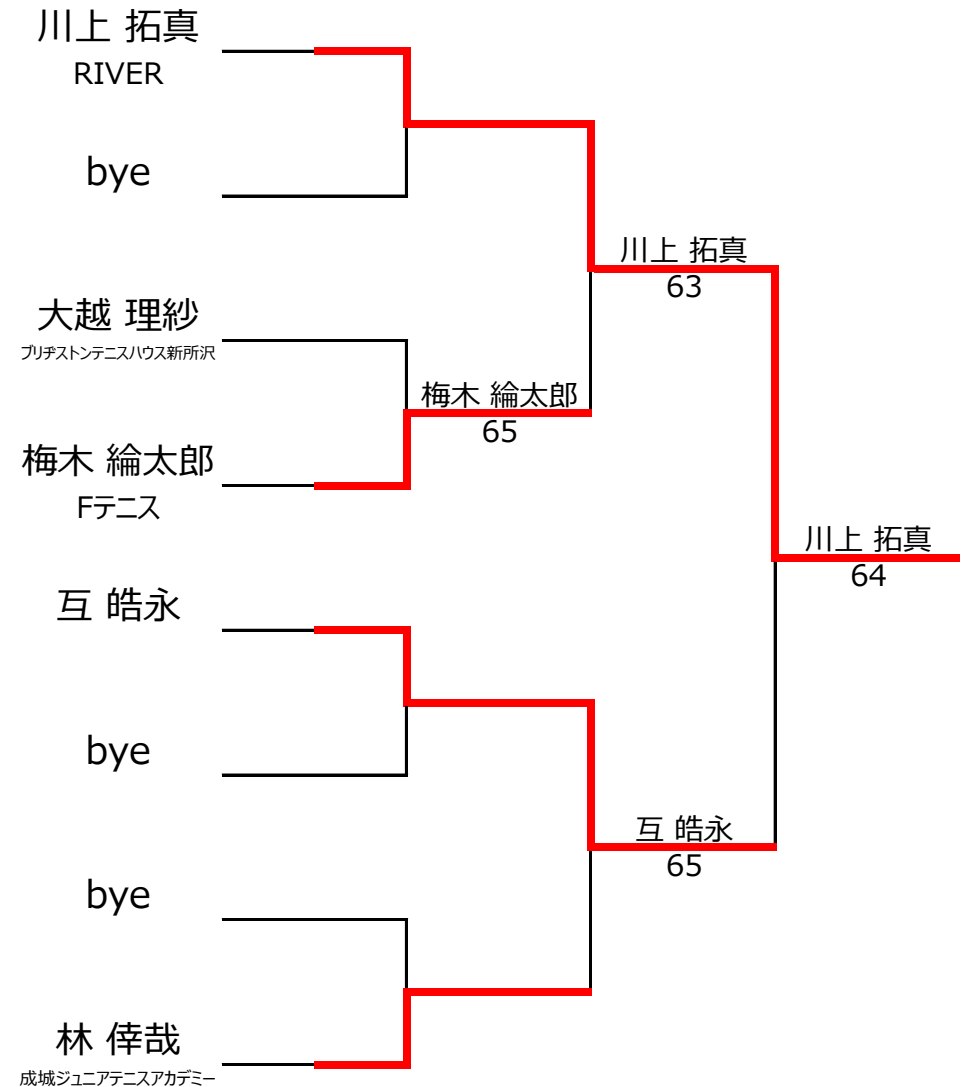 川上 拓真
RIVER
bye
川上 拓真
63
大越 理紗
ブリヂストンテニスハウス新所沢
梅木 綸太郎
65
梅木 綸太郎
Fテニス
川上 拓真
64
互 皓永
bye
互 皓永
65
bye
林 倖哉
成城ジュニアテニスアカデミー